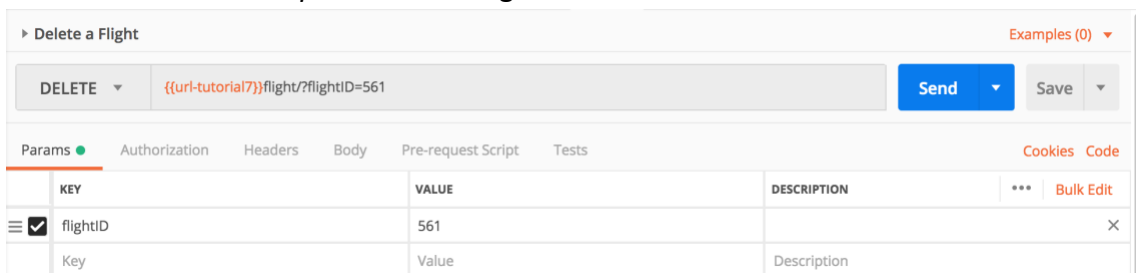 Delete a Flight Examples (0)
DELETE {{url-tutorial7}}flight/?flightID=561 Send Save
Params Authorization Headers Body Pre-request Script Tests Cookies Code
KEY VALUE DESCRIPTION ••• Bulk Edit
flightID 561
Key Value Description